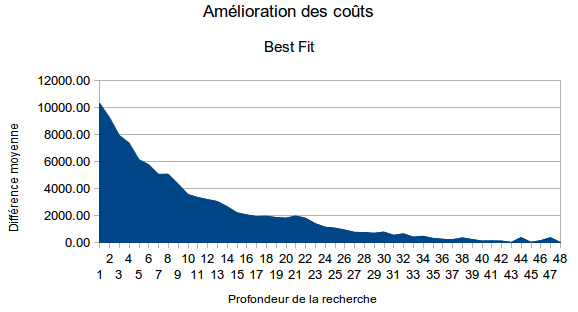 Amélioration des coûts
Best Fit
12000.00
10000.00
8000.00
6000.00
4000.00
2000.00
0.00
Différence moyenne
2 4 6 8 10 12 14 16 18 20 22 24 26 28 30 32 34 36 38 40 42 44 46 48
1 3 5 7 9 11 13 15 17 19 21 23 25 27 29 31 33 35 37 39 41 43 45 47
Profondeur de la recherche